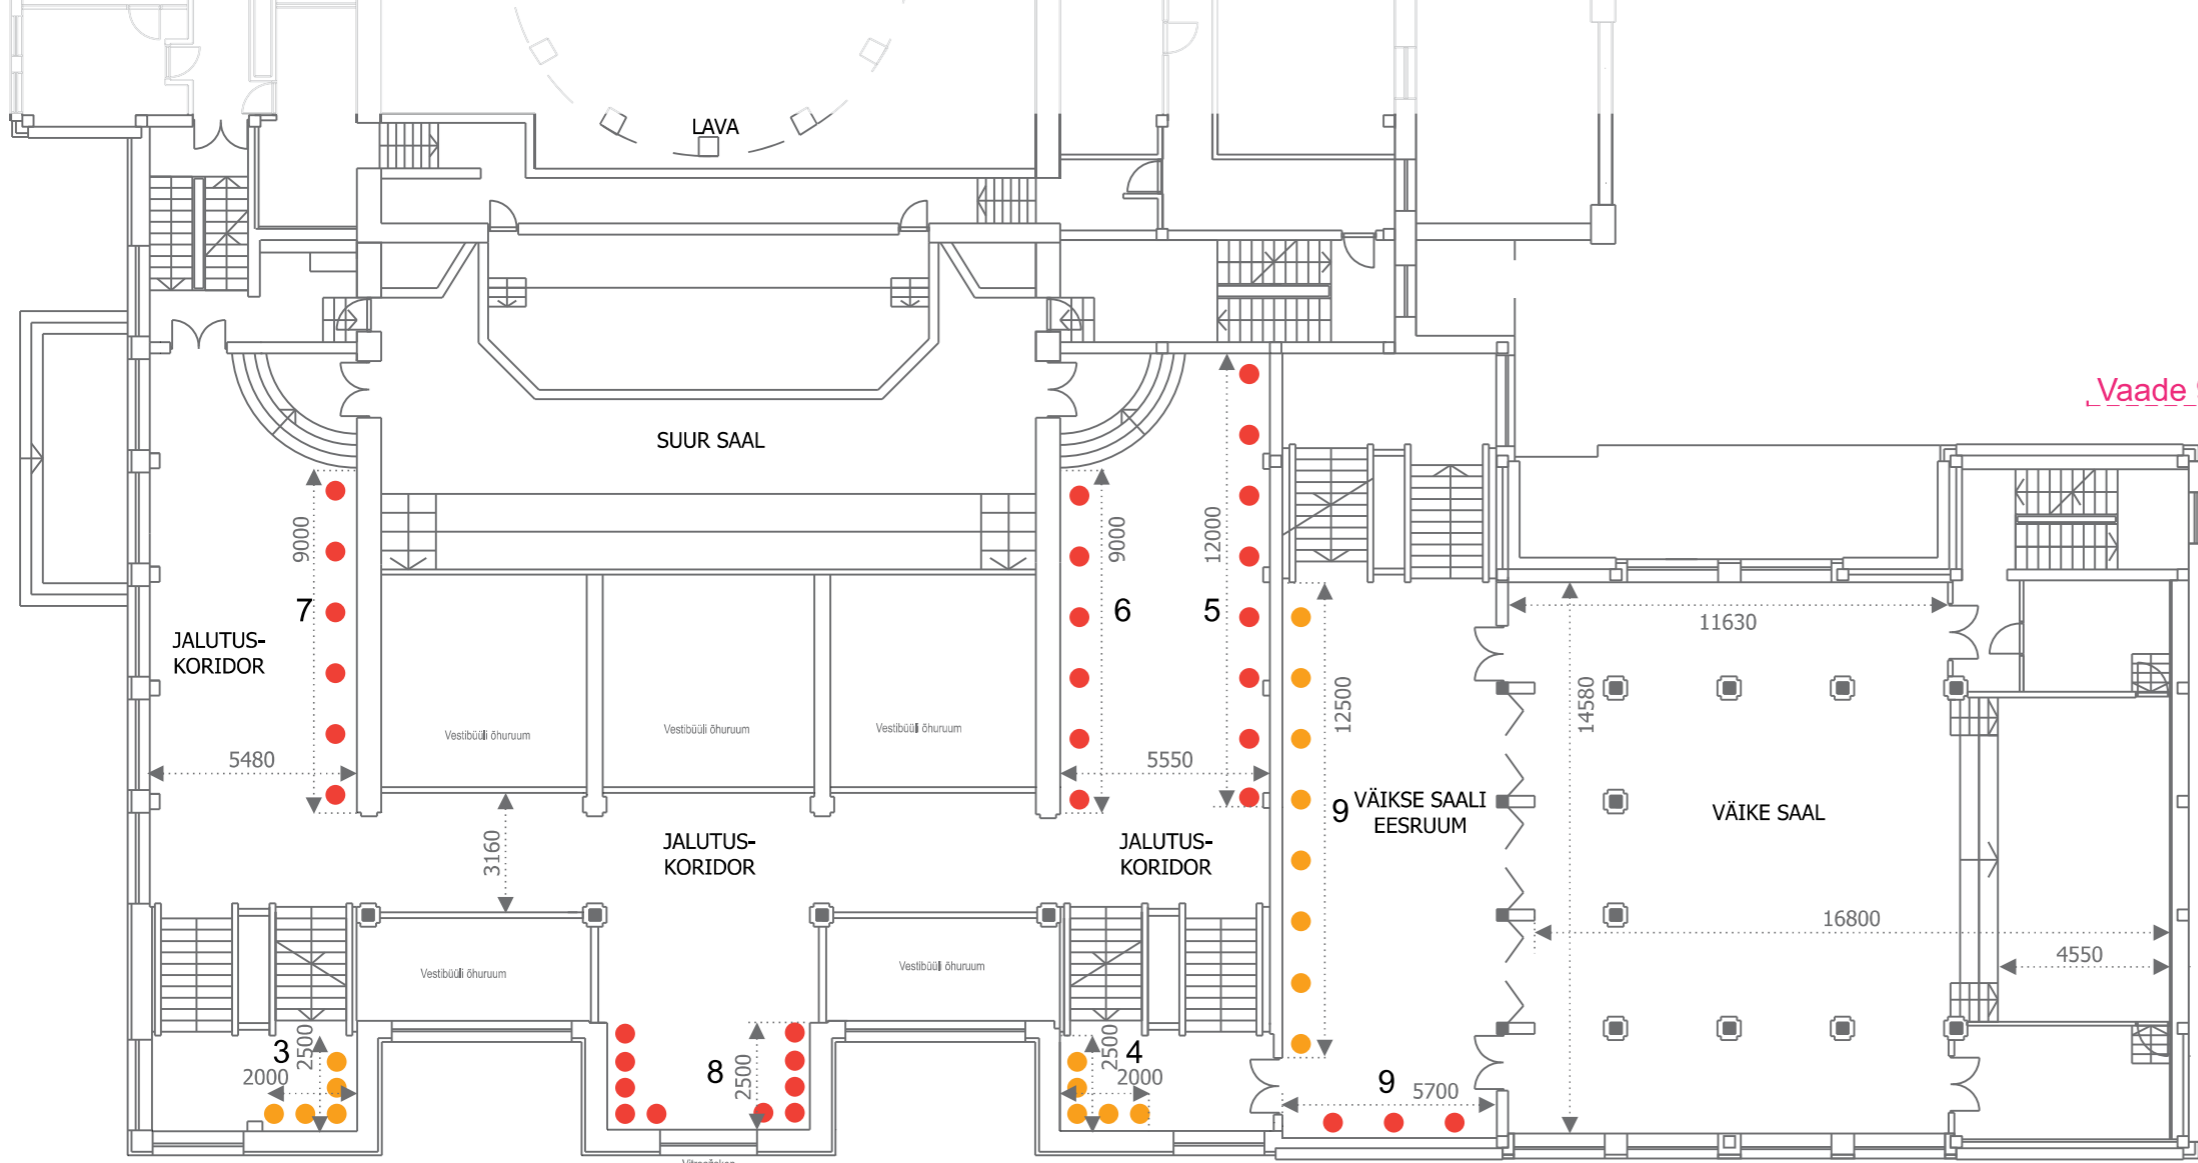 LAVA
Vaade
SUUR SAAL
9000
9000
12000
7
6
5
11630
JALUTUS-
KORIDOR
12500
14580
Vestibüüli õhuruum
Vestibüüli õhuruum
Vestibüüli õhuruum
5480
5550
9
VÄIKSE SAALI
EESRUUM
VÄIKE SAAL
3160
JALUTUS-
KORIDOR
JALUTUS-
KORIDOR
16800
4550
Vestibüüli õhuruum
Vestibüüli õhuruum
3
2500
2000
8
2500
4
2500
2000
9
5700